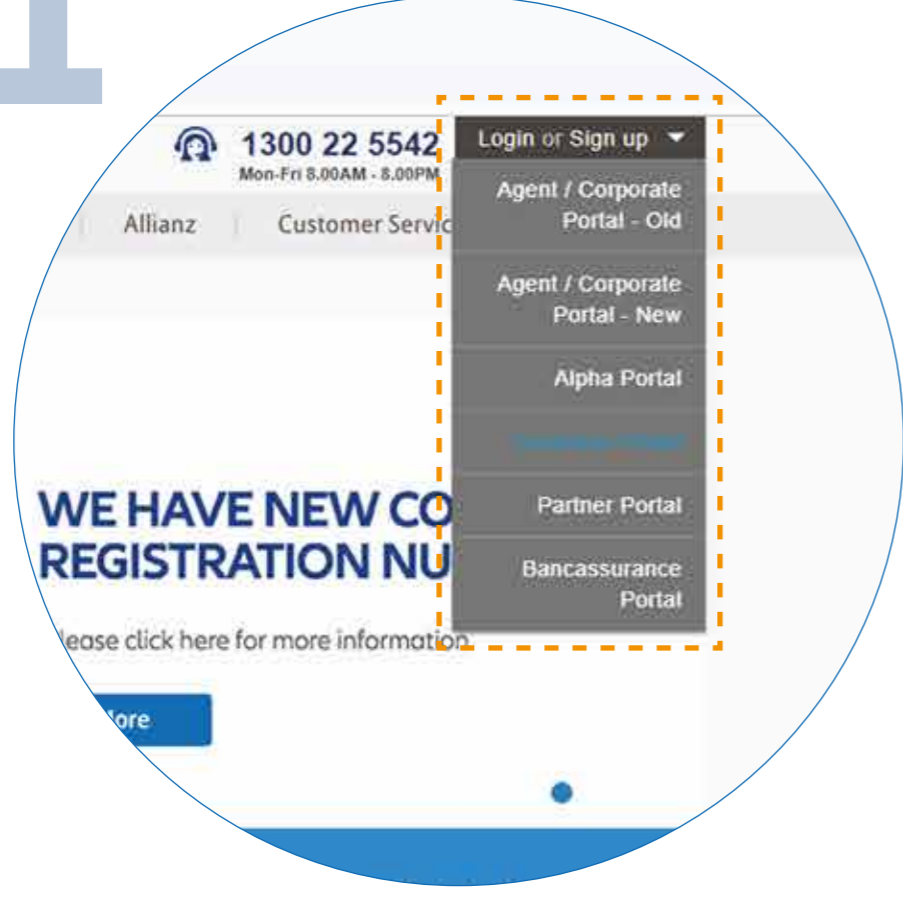 1
1300 22 5542
Mon-Fri 8.00AM - 8.00PM
Login or Sign up
Allianz
Customer Servic
Agent / Corporate
Portal - Old
Agent / Corporate
Portal - New
Alpha Portal
Partner Portal
Bancassurance
Portal
WE HAVE NEW CO
REGISTRATION NU
lease click here for more information
ore